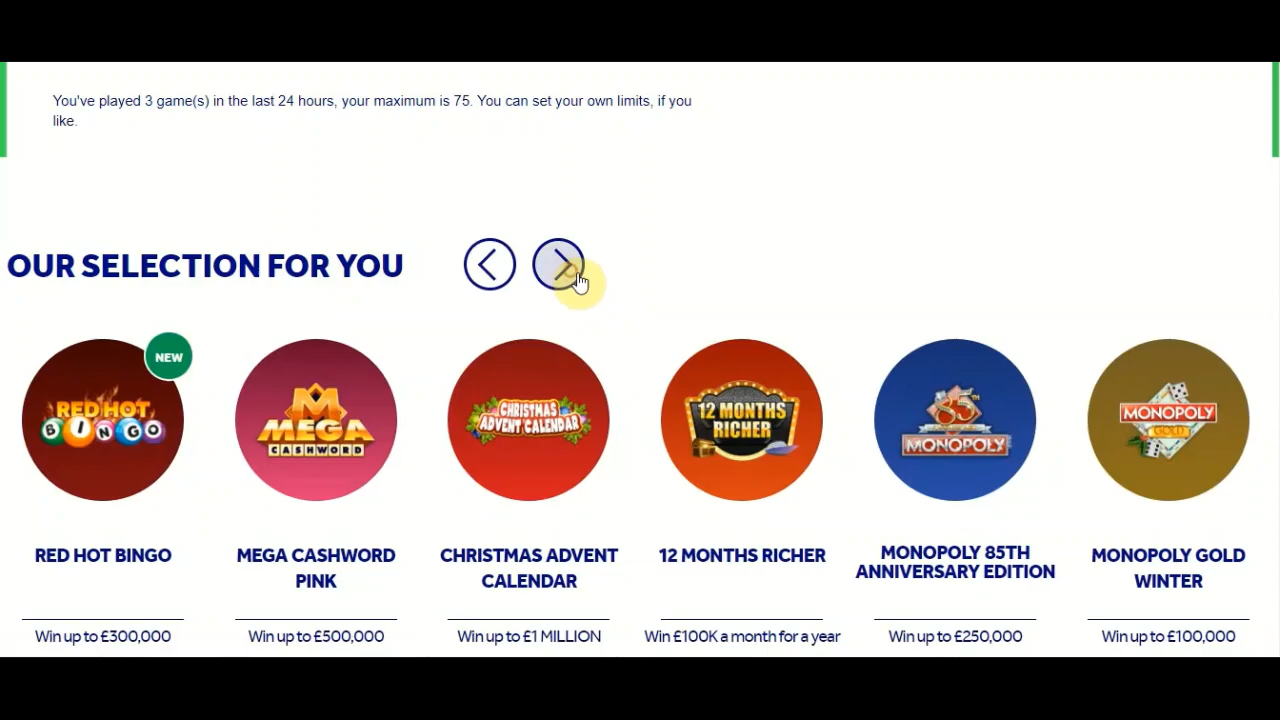 You've played 3 game(s) in the last 24 hours, your maximum is 75. You can set your own limits, if you
like.
OUR SELECTION FOR YOU
NEW
RED HOT
BINGO
M
MEGA
CASHWORD
CHRISTMAS
ADVENT CALENDAR
12 MONTHS
RICHER
85TH
MONOPOLY
MONOPOLY
GOLD
RED HOT BINGO
MEGA CASHWORD
PINK
CHRISTMAS ADVENT
CALENDAR
12 MONTHS RICHER
MONOPOLY 85TH
ANNIVERSARY EDITION
MONOPOLY GOLD
WINTER
Win up to £300,000
Win up to £500,000
Win up to £1 MILLION
Win £100K a month for a year
Win up to £250,000
Win up to £100,000